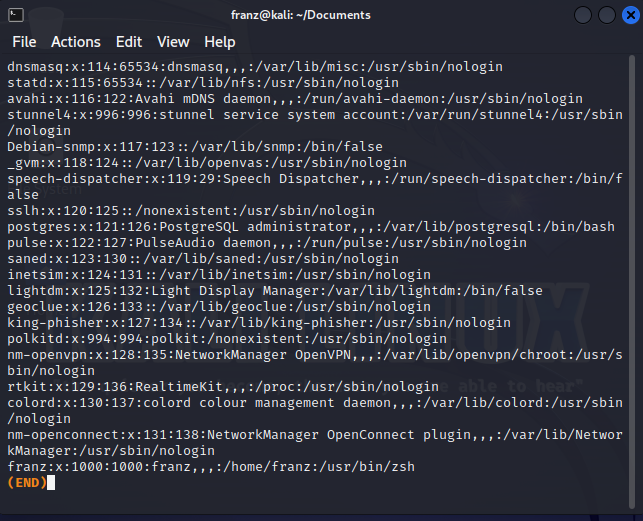 franz@kali: ~/Documents
File Actions Edit View Help
dnsmasq:x:114:65534:dnsmasq,,,:/var/lib/misc:/usr/sbin/nologin
statd:x:115:65534::/var/lib/nfs:/usr/sbin/nologin
avahi:x:116:122:Avahi mDNS daemon,,,:/run/avahi-daemon:/usr/sbin/nologin
stunnel4:x:996:996:stunnel service system account:/var/run/stunnel4:/usr/sbin
/nologin
Debian-snmp:x:117:123::/var/lib/snmp:/bin/false
_gvm:x:118:124::/var/lib/openvas:/usr/sbin/nologin
speech-dispatcher:x:119:29:Speech Dispatcher,,,:/run/speech-dispatcher:/bin/f
alse
sslh:x:120:125::/nonexistent:/usr/sbin/nologin
postgres:x:121:126:PostgreSQL administrator,,,:/var/lib/postgresql:/bin/bash
pulse:x:122:127:PulseAudio daemon,,,:/run/pulse:/usr/sbin/nologin
saned:x:123:130::/var/lib/saned:/usr/sbin/nologin
inetsim:x:124:131::/var/lib/inetsim:/usr/sbin/nologin
lightdm:x:125:132:Light Display Manager:/var/lib/lightdm:/bin/false
geoclue:x:126:133::/var/lib/geoclue:/usr/sbin/nologin
king-phisher:x:127:134::/var/lib/king-phisher:/usr/sbin/nologin
polkitd:x:994:994:polkit:/nonexistent:/usr/sbin/nologin
nm-openvpn:x:128:135:NetworkManager OpenVPN,,,:/var/lib/openvpn/chroot:/usr/s
bin/nologin
rtkit:x:129:136:RealtimeKit,,,:/proc:/usr/sbin/nologin
colord:x:130:137:colord colour management daemon,,,:/var/lib/colord:/usr/sbin
/nologin
nm-openconnect:x:131:138:NetworkManager OpenConnect plugin,,,:/var/lib/Networ
kManager:/usr/sbin/nologin
franz:x:1000:1000:franz,,,:/home/franz:/usr/bin/zsh
(END)